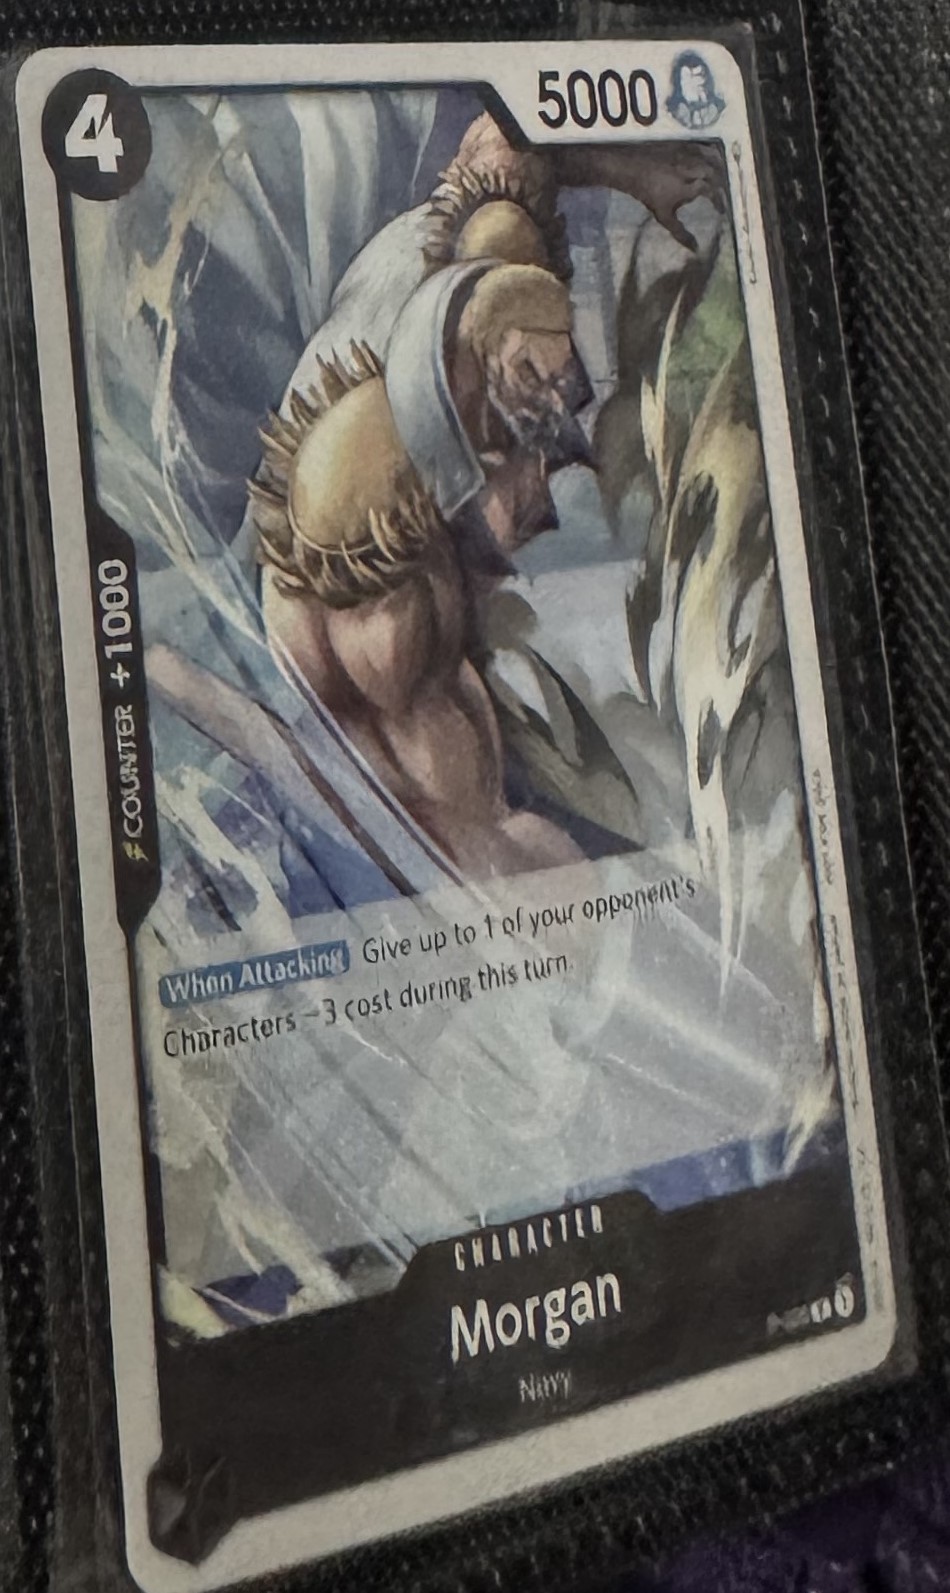 4
5000
COUNTER +1000
When Attacking Give up to 1 of your opponent's
Characters −3 cost during this turn.
CHARACTER
Morgan
Navy